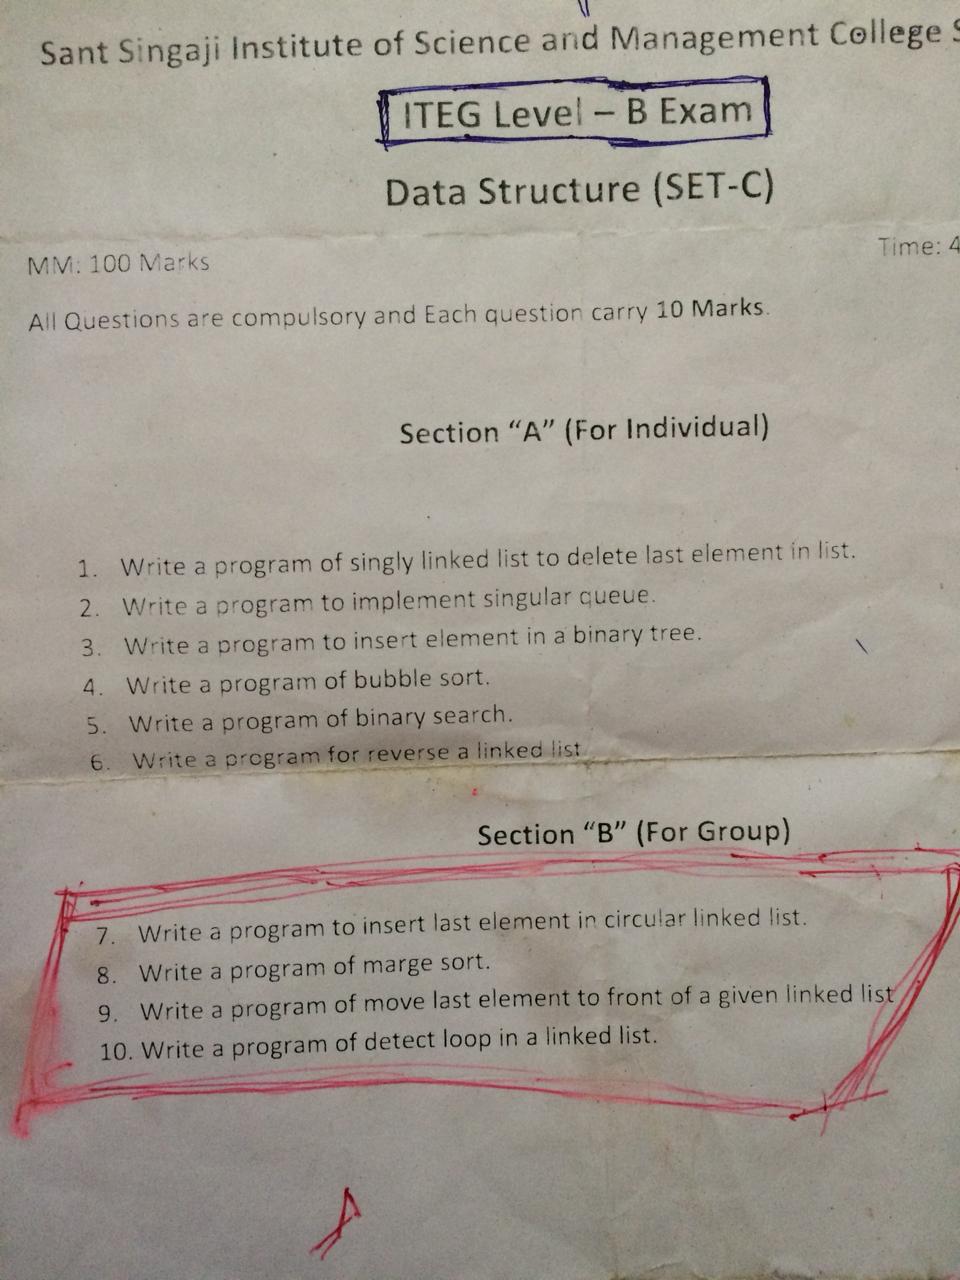 Sant Singaji Institute of Science and Management College S
ITEG Level – B Exam
Data Structure (SET-C)
MM: 100 Marks
Time: 4
All Questions are compulsory and Each question carry 10 Marks.
Section “A” (For Individual)
1. Write a program of singly linked list to delete last element in list.
2. Write a program to implement singular queue.
3. Write a program to insert element in a binary tree.
4. Write a program of bubble sort.
5. Write a program of binary search.
6. Write a program for reverse a linked list
Section “B” (For Group)
7. Write a program to insert last element in circular linked list.
8. Write a program of marge sort.
9. Write a program of move last element to front of a given linked list
10. Write a program of detect loop in a linked list.